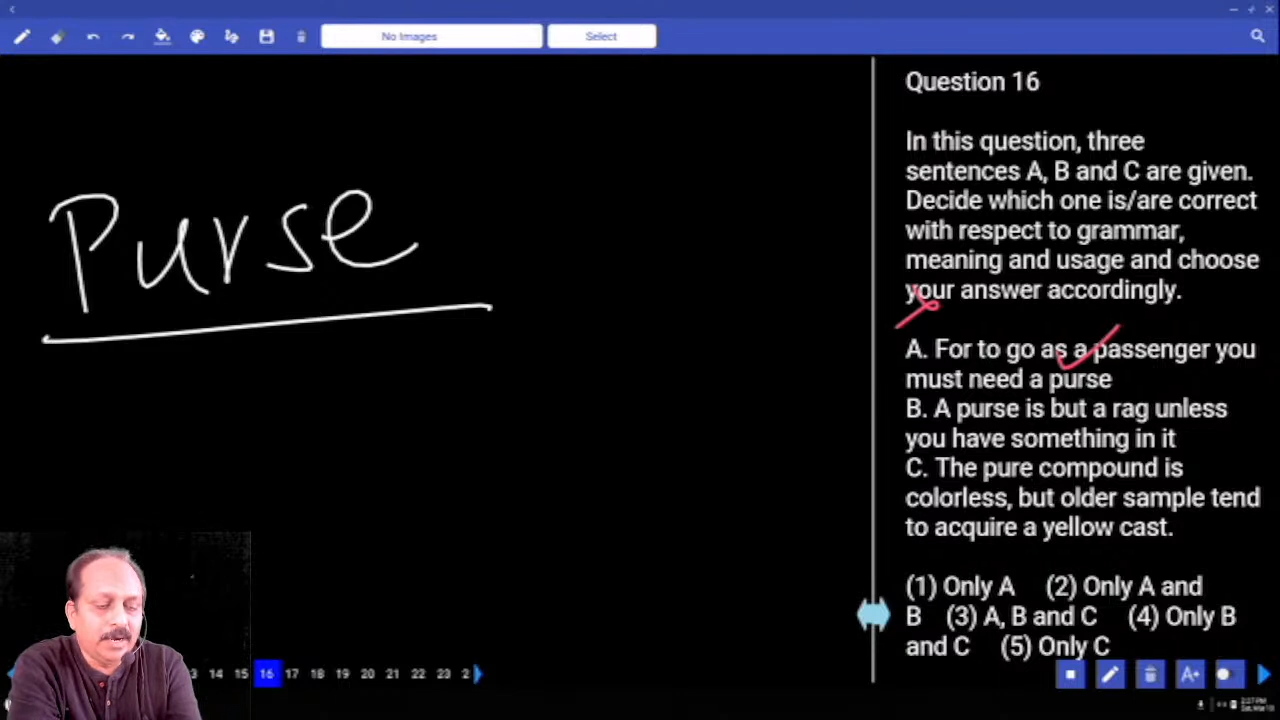 No Images
Select
Purse
Question 16
In this question, three
sentences A, B and C are given.
Decide which one is/are correct
with respect to grammar,
meaning and usage and choose
your answer accordingly.
A. For to go as a passenger you
must need a purse
B. A purse is but a rag unless
you have something in it
C. The pure compound is
colorless, but older sample tend
to acquire a yellow cast.
(1) Only A (2) Only A and
B (3) A, B and C (4) Only B
and C (5) Only C
3 14 15 16 17 18 19 20 21 22 23 2
A+